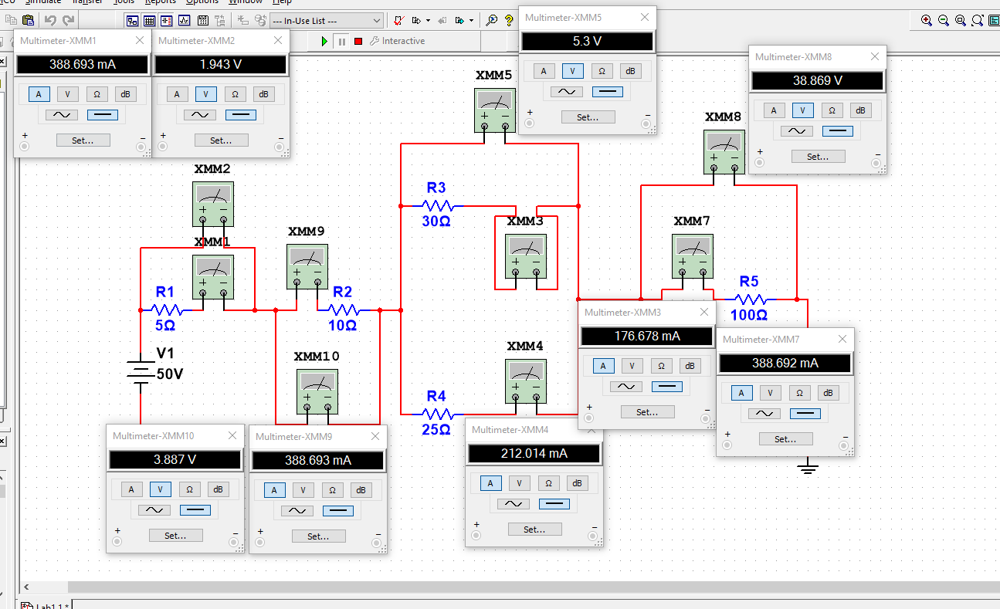 Simulate Transfer Tools Reports Options Window Help
--- In-Use List ---
Interactive
Multimeter-XMM1
388.693 mA
A V Ω dB
+ −
Set...
Multimeter-XMM2
1.943 V
A V Ω dB
+ −
Set...
Multimeter-XMM5
5.3 V
A V Ω dB
+ −
Set...
Multimeter-XMM8
38.869 V
A V Ω dB
+ −
Set...
XMM5
+ −
XMM8
+ −
XMM2
+ −
R3
30Ω
XMM3
+ −
XMM7
+ −
XMM9
+ −
XMM1
+ −
R1
5Ω
R2
10Ω
R5
100Ω
V1
50V
XMM10
+ −
XMM4
+ −
R4
25Ω
Multimeter-XMM3
176.678 mA
A V Ω dB
+ −
Set...
Multimeter-XMM7
388.692 mA
A V Ω dB
+ −
Set...
Multimeter-XMM10
3.887 V
A V Ω dB
+ −
Set...
Multimeter-XMM9
388.693 mA
A V Ω dB
+ −
Set...
Multimeter-XMM4
212.014 mA
A V Ω dB
+ −
Set...